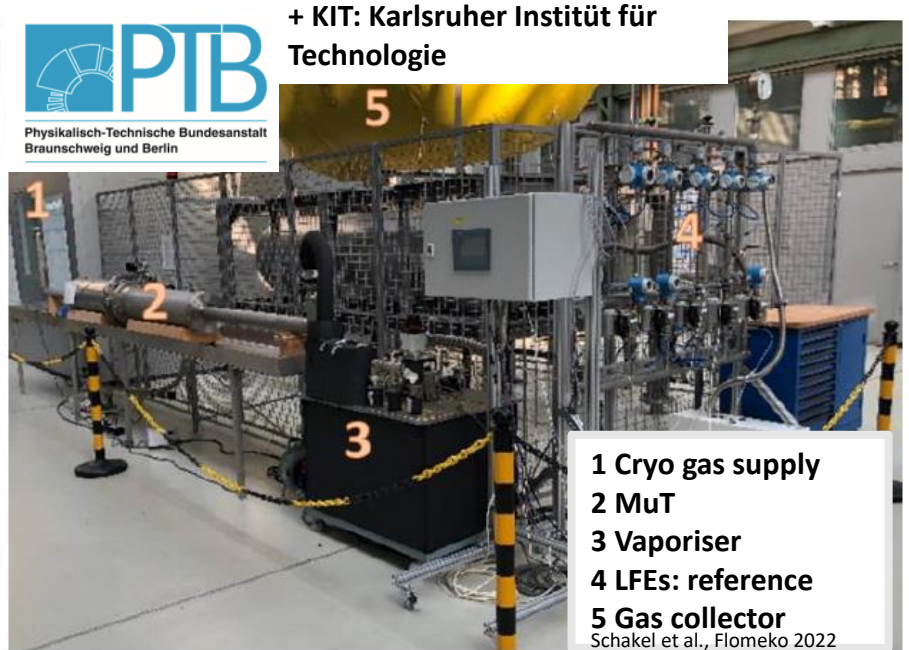 + KIT: Karlsruher Institüt für
Technologie
PTB
Physikalisch-Technische Bundesanstalt
Braunschweig und Berlin
5
1
4
2
3
1 Cryo gas supply
2 MuT
3 Vaporiser
4 LFEs: reference
5 Gas collector
Schakel et al., Flomeko 2022